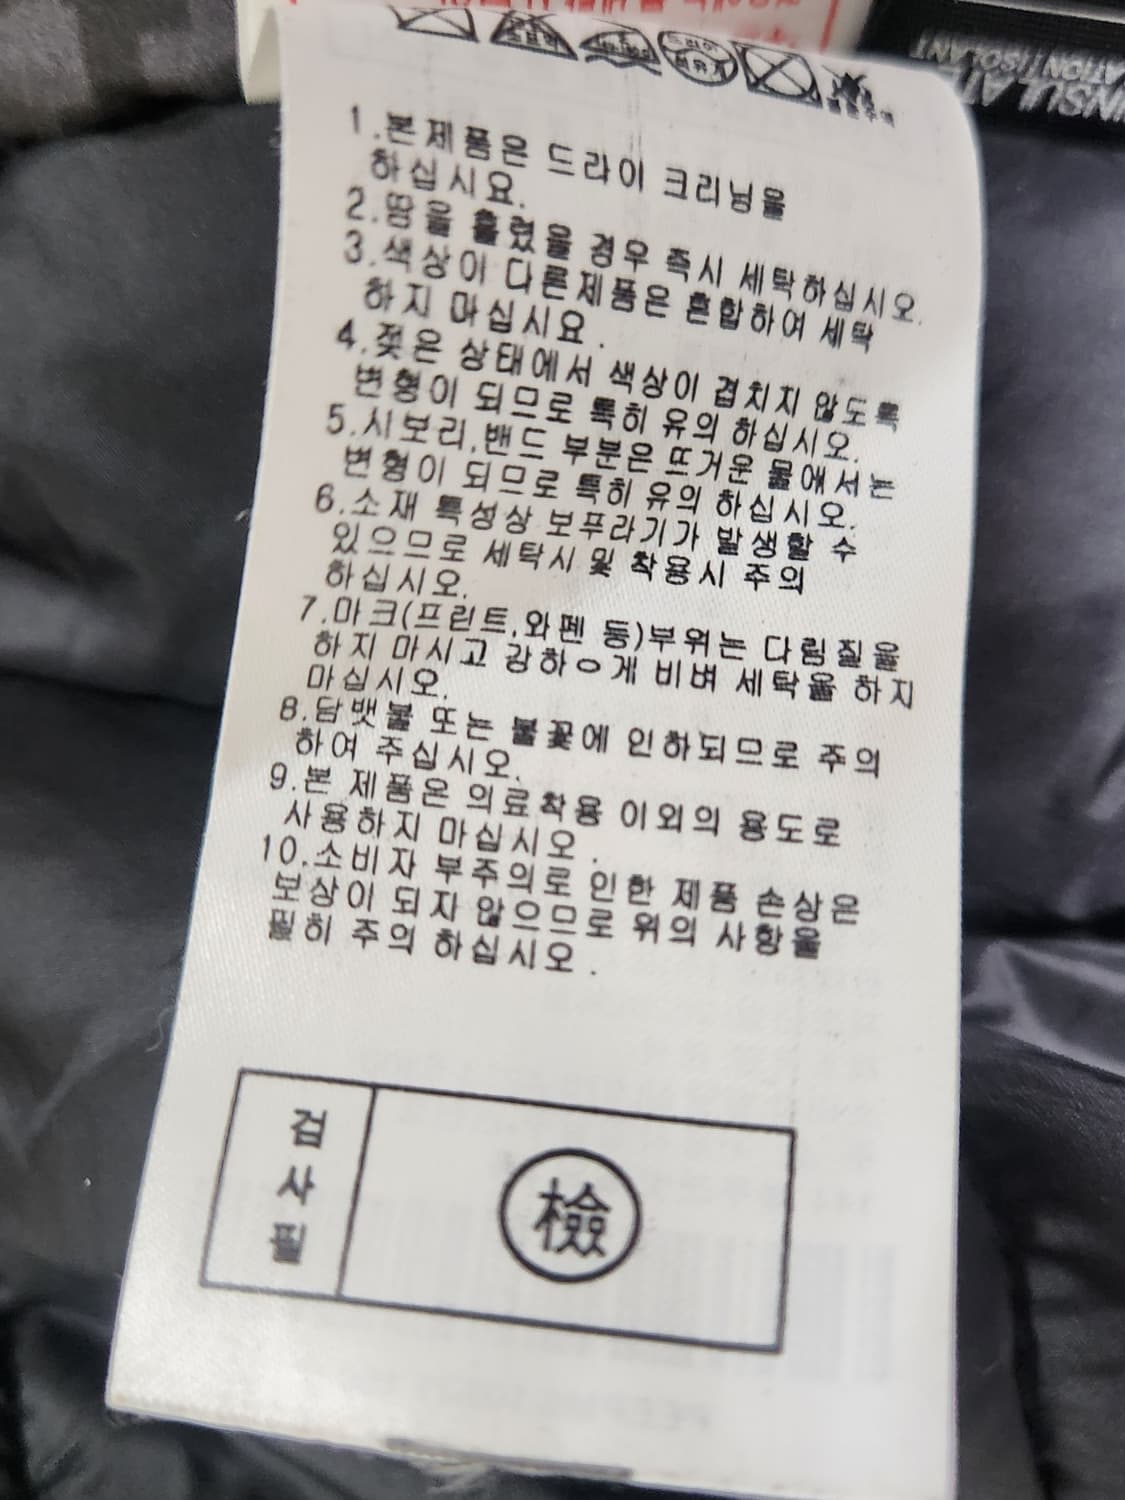 INSULATION
ATION ISOLANT
드라이
석유계
1.본제품은 드라이 크리닝을
하십시요.
2.땀을 흘렸을 경우 즉시 세탁하십시오.
3.색상이 다른제품은 혼합하여 세탁
하지 마십시요.
4.젖은 상태에서 색상이 겹치지 않도록
변형이 되므로 특히 유의 하십시오.
5.시보리,밴드 부분은 뜨거운 물에서는
변형이 되므로 특히 유의 하십시오.
6.소재 특성상 보푸라기가 발생할 수
있으므로 세탁시 및 착용시 주의
하십시오.
7.마크(프린트,와펜 등)부위는 다림질을
하지 마시고 강하ㅇ게 비벼 세탁을 하지
마십시오.
8.담뱃불 또는 불꽃에 인하되므로 주의
하여 주십시오.
9.본 제품은 의료착용 이외의 용도로
사용하지 마십시오.
10.소비자 부주의로 인한 제품 손상은
보상이 되지 않으므로 위의 사항을
필히 주의 하십시오.
검사필
檢